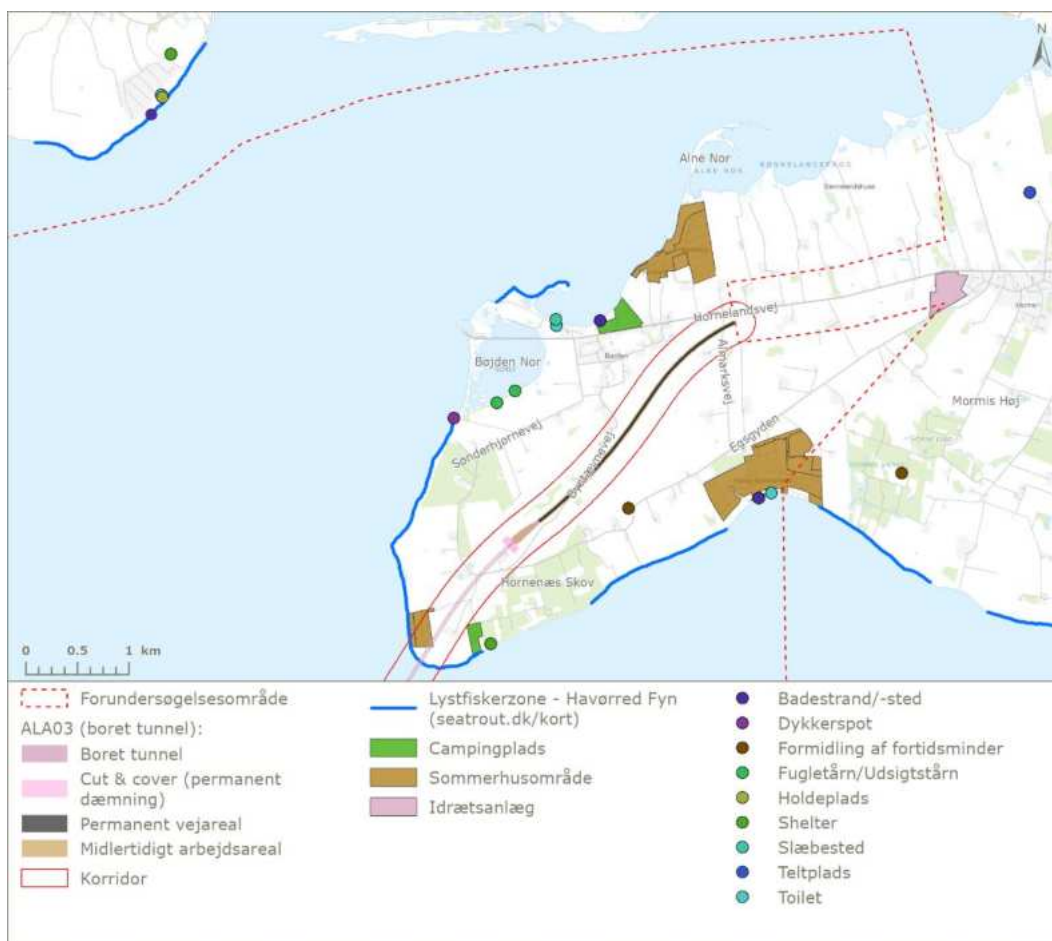 N
Alne Nor
ALNE NOR
Hornelandsvej
Bøjden Nor
Almarksvej
Mormis Høj
Egsgyden
Sønderhjørnevej
Hornenæs Skov
0 0.5 1 km
Forundersøgelsesområde
ALA03 (boret tunnel):
Boret tunnel
Cut & cover (permanent
dæmning)
Permanent vejareal
Midlertidigt arbejdsareal
Korridor
Lystfiskerzone - Havørred Fyn
(seatrout.dk/kort)
Campingplads
Sommerhusområde
Idrætsanlæg
Badestrand/-sted
Dykkerspot
Formidling af fortidsminder
Fugletårn/Udsigtstårn
Holdeplads
Shelter
Slæbested
Teltplads
Toilet